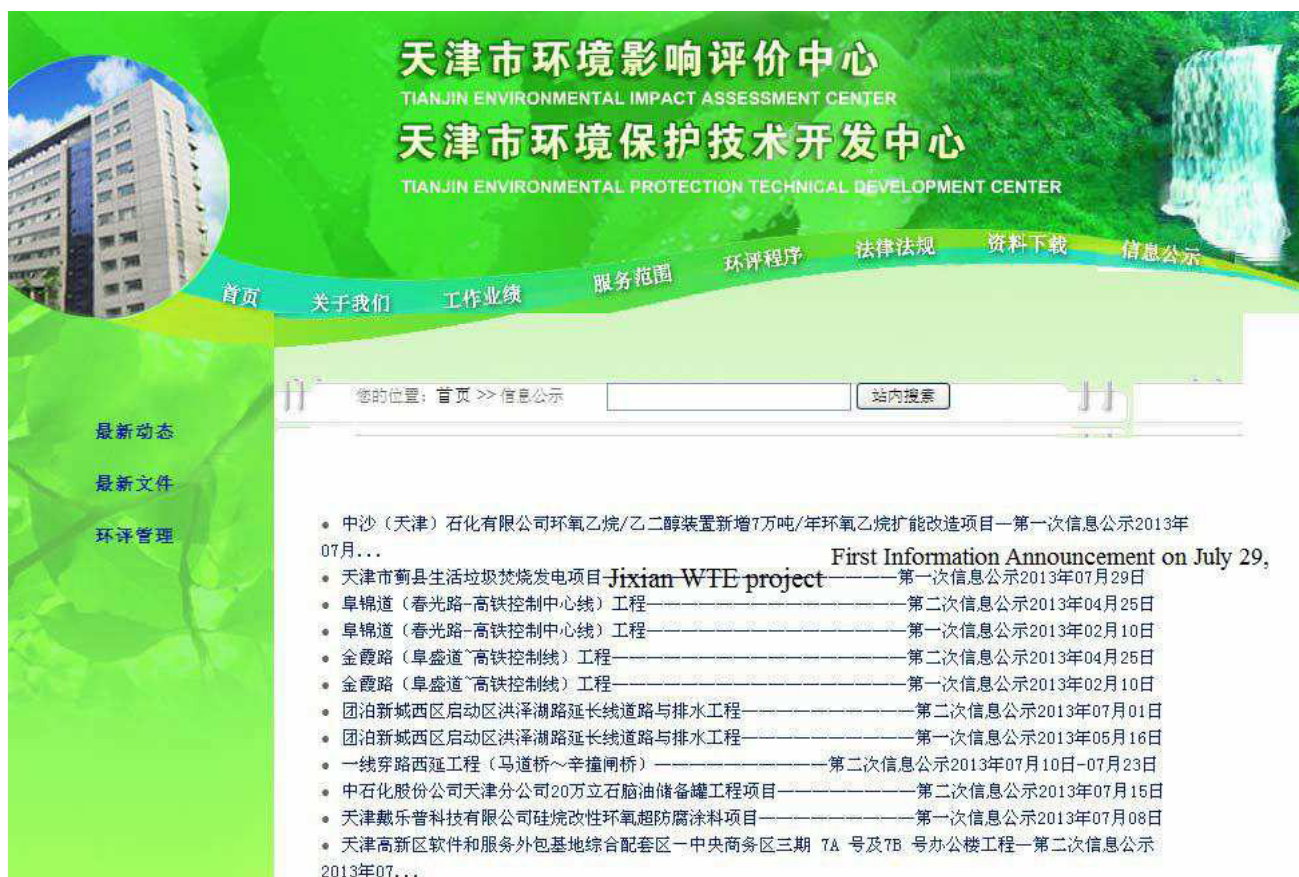 天津市环境影响评价中心
TIANJIN ENVIRONMENTAL IMPACT ASSESSMENT CENTER
天津市环境保护技术开发中心
TIANJIN ENVIRONMENTAL PROTECTION TECHNICAL DEVELOPMENT CENTER
首页 关于我们 工作业绩 服务范围 环评程序 法律法规 资料下载 信息公示
您的位置：首页 >> 信息公示 站内搜索
最新动态
最新文件
环评管理
• 中沙（天津）石化有限公司环氧乙烷/乙二醇装置新增7万吨/年环氧乙烷扩能改造项目—第一次信息公示2013年
07月...
First Information Announcement on July 29,
• 天津市蓟县生活垃圾焚烧发电项目 Jixian WTE project —————第一次信息公示2013年07月29日
• 阜锦道（春光路-高铁控制中心线）工程———————————————第二次信息公示2013年04月25日
• 阜锦道（春光路-高铁控制中心线）工程———————————————第一次信息公示2013年02月10日
• 金霞路（阜盛道~高铁控制线）工程—————————————————第二次信息公示2013年04月25日
• 金霞路（阜盛道~高铁控制线）工程—————————————————第一次信息公示2013年02月10日
• 团泊新城西区启动区洪泽湖路延长线道路与排水工程——————————第二次信息公示2013年07月01日
• 团泊新城西区启动区洪泽湖路延长线道路与排水工程——————————第一次信息公示2013年05月16日
• 一线穿路西延工程（马道桥～辛撞闸桥）——————————第二次信息公示2013年07月10日-07月23日
• 中石化股份公司天津分公司20万立石脑油储备罐工程项目————————第二次信息公示2013年07月15日
• 天津戴乐普科技有限公司硅烷改性环氧超防腐涂料项目—————————第一次信息公示2013年07月08日
• 天津高新区软件和服务外包基地综合配套区一中央商务区三期 7A 号及7B 号办公楼工程—第二次信息公示
2013年07...